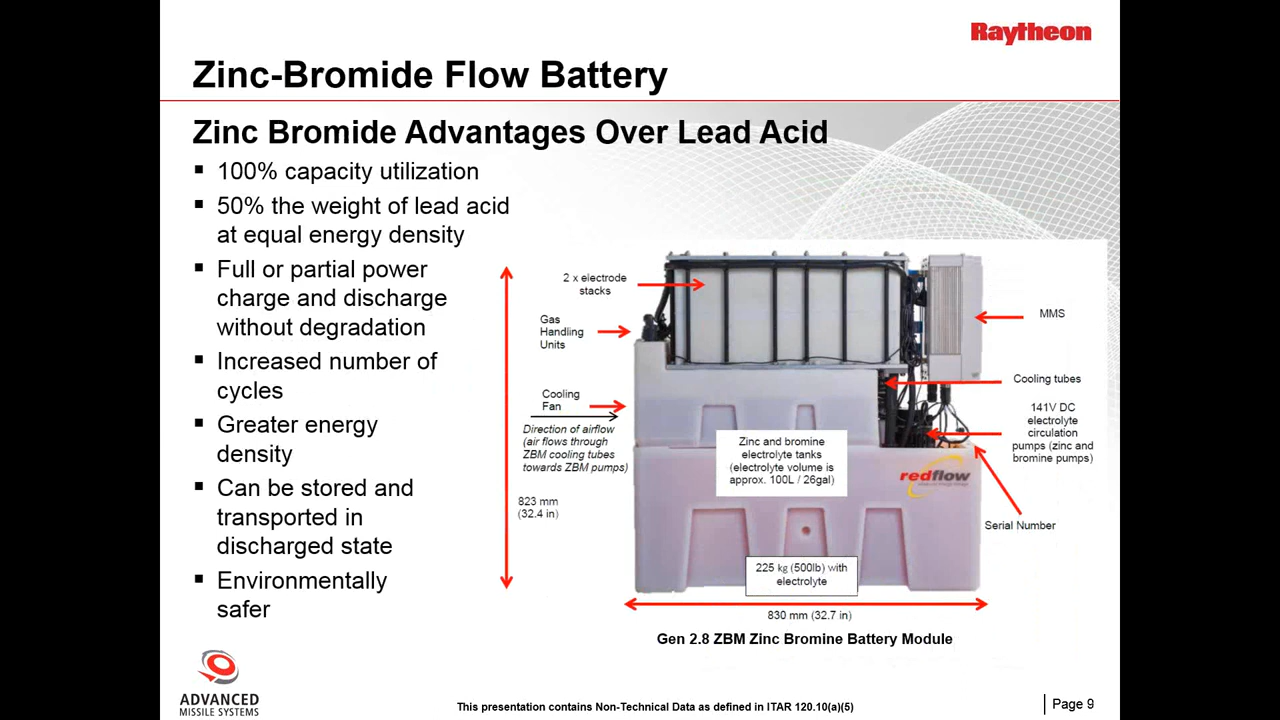 Raytheon
Zinc-Bromide Flow Battery
Zinc Bromide Advantages Over Lead Acid
▪ 100% capacity utilization
▪ 50% the weight of lead acid
at equal energy density
▪ Full or partial power
charge and discharge
without degradation
▪ Increased number of
cycles
▪ Greater energy
density
▪ Can be stored and
transported in
discharged state
▪ Environmentally
safer
2 x electrode
stacks
Gas
Handling
Units
Cooling
Fan
Direction of airflow
(air flows through
ZBM cooling tubes
towards ZBM pumps)
823 mm
(32.4 in)
MMS
Cooling tubes
141V DC
electrolyte
circulation
pumps (zinc and
bromine pumps)
Zinc and bromine
electrolyte tanks
(electrolyte volume is
approx. 100L / 26gal)
redflow
Serial Number
225 kg (500lb) with
electrolyte
830 mm (32.7 in)
Gen 2.8 ZBM Zinc Bromine Battery Module
ADVANCED
MISSILE SYSTEMS
This presentation contains Non-Technical Data as defined in ITAR 120.10(a)(5)
Page 9